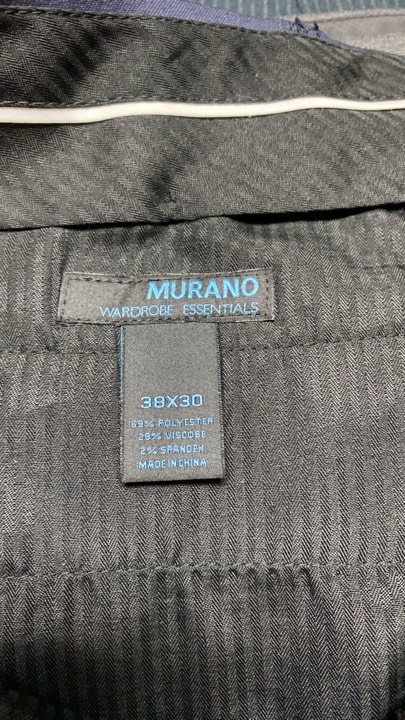 MURANO
WARDROBE ESSENTIALS
38X30
69% POLYESTER
29% VISCOSE
2% SPANDEX
MADE IN CHINA